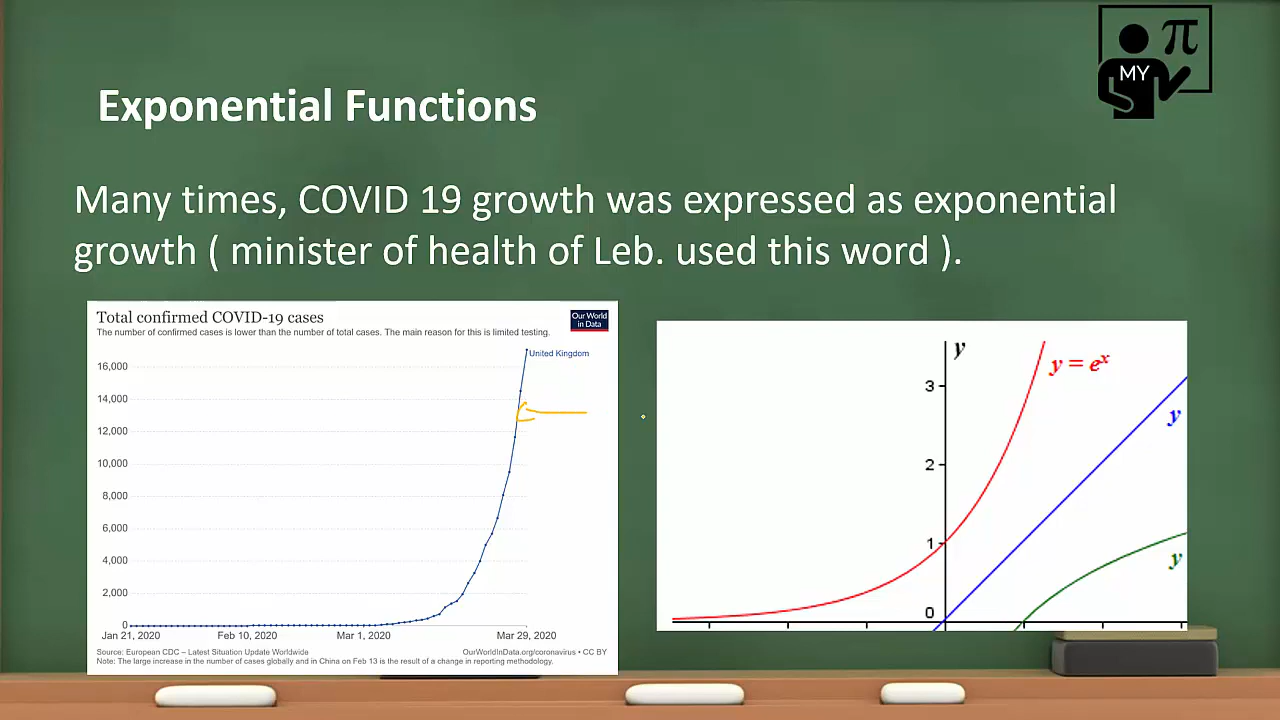 π
MY
Exponential Functions
Many times, COVID 19 growth was expressed as exponential
growth ( minister of health of Leb. used this word ).
Total confirmed COVID-19 cases
The number of confirmed cases is lower than the number of total cases. The main reason for this is limited testing.
Our World
in Data
United Kingdom
16,000
14,000
12,000
10,000
8,000
6,000
4,000
2,000
0
Jan 21, 2020 Feb 10, 2020 Mar 1, 2020 Mar 29, 2020
Source: European CDC – Latest Situation Update Worldwide
OurWorldInData.org/coronavirus • CC BY
Note: The large increase in the number of cases globally and in China on Feb 13 is the result of a change in reporting methodology.
y
y = eˣ
3
y
2
1
y
0